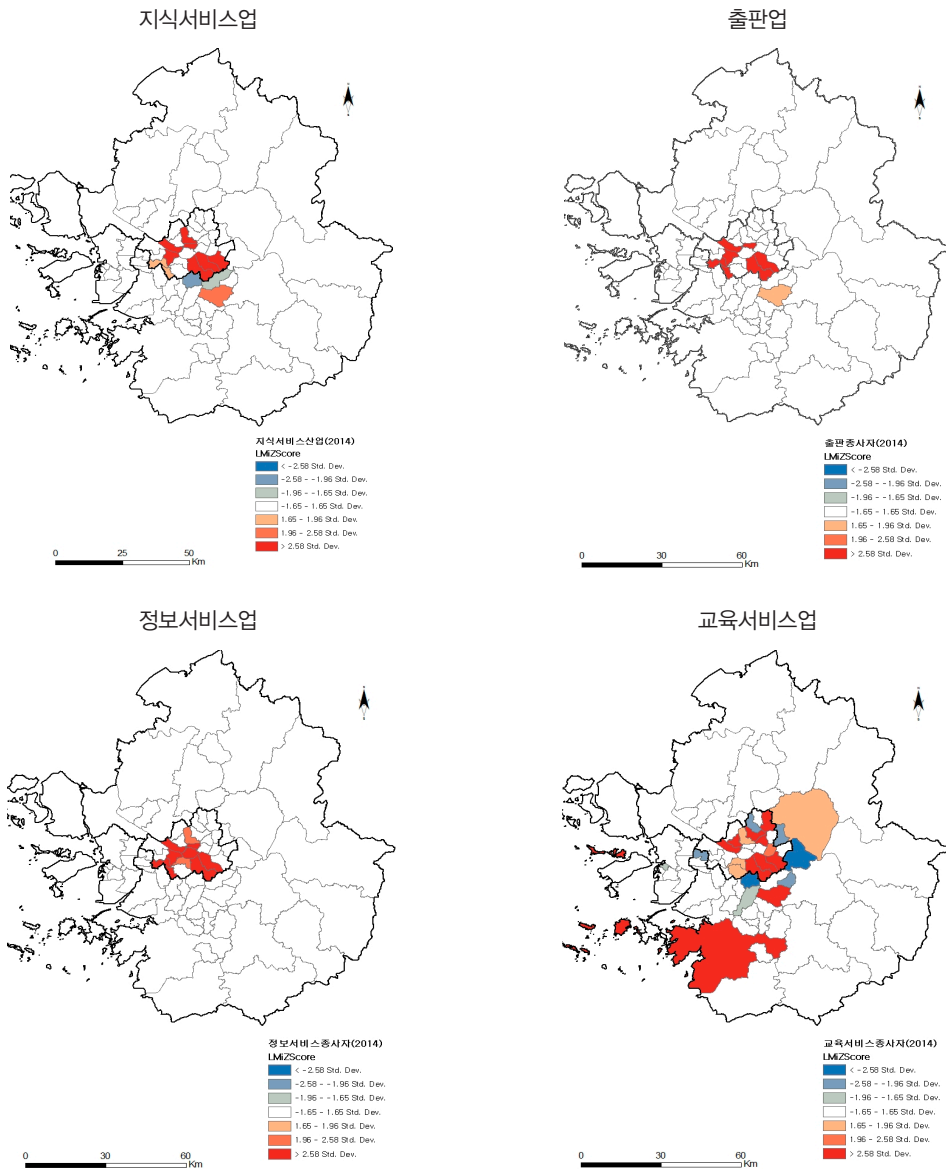 지식서비스업
지식서비스산업(2014)
LMiZScore
< -2.58 Std. Dev.
-2.58 - -1.96 Std. Dev.
-1.96 - -1.65 Std. Dev.
-1.65 - 1.65 Std. Dev.
1.65 - 1.96 Std. Dev.
1.96 - 2.58 Std. Dev.
> 2.58 Std. Dev.
0 25 50
Km
출판업
출판종사자(2014)
LMiZScore
< -2.58 Std. Dev.
-2.58 - -1.96 Std. Dev.
-1.96 - -1.65 Std. Dev.
-1.65 - 1.65 Std. Dev.
1.65 - 1.96 Std. Dev.
1.96 - 2.58 Std. Dev.
> 2.58 Std. Dev.
0 30 60
Km
정보서비스업
정보서비스종사자(2014)
LMiZScore
< -2.58 Std. Dev.
-2.58 - -1.96 Std. Dev.
-1.96 - -1.65 Std. Dev.
-1.65 - 1.65 Std. Dev.
1.65 - 1.96 Std. Dev.
1.96 - 2.58 Std. Dev.
> 2.58 Std. Dev.
0 30 60
Km
교육서비스업
교육서비스종사자(2014)
LMiZScore
< -2.58 Std. Dev.
-2.58 - -1.96 Std. Dev.
-1.96 - -1.65 Std. Dev.
-1.65 - 1.65 Std. Dev.
1.65 - 1.96 Std. Dev.
1.96 - 2.58 Std. Dev.
> 2.58 Std. Dev.
0 30 60
Km